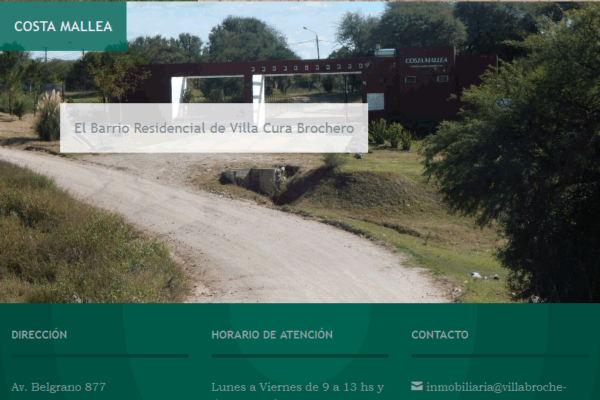 COSTA MALLEA
COSTA MALLEA
El Barrio Residencial de Villa Cura Brochero
DIRECCIÓN
HORARIO DE ATENCIÓN
CONTACTO
Av. Belgrano 877
Lunes a Viernes de 9 a 13 hs y
inmobiliaria@villabroche-